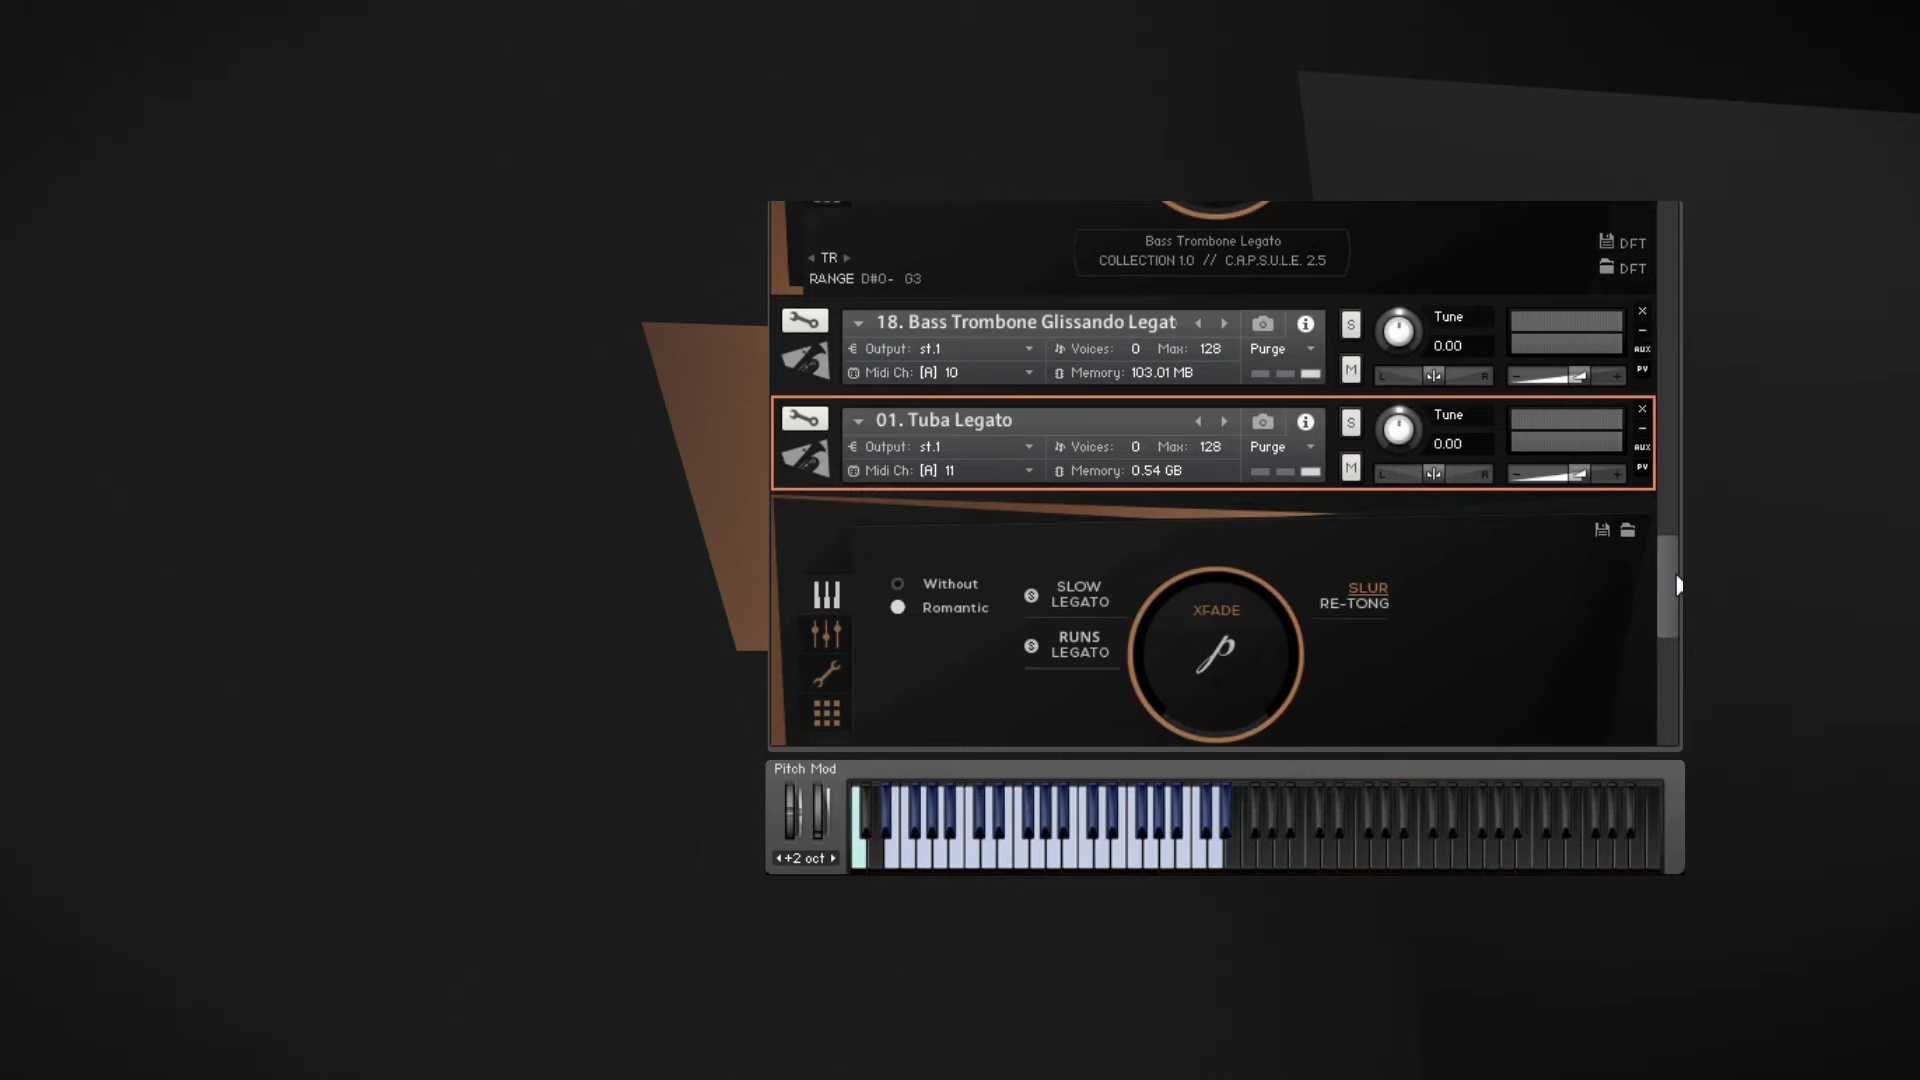 Bass Trombone Legato
COLLECTION 1.0 // C.A.P.S.U.L.E. 2.5
TR
RANGE D#0- G3
DFT
DFT
18. Bass Trombone Glissando Legat
Output: st.1
Voices: 0 Max: 128
Purge
Midi Ch: [A] 10
Memory: 103.01 MB
S
M
Tune
0.00
L R
- +
x
-
AUX
PV
01. Tuba Legato
Output: st.1
Voices: 0 Max: 128
Purge
Midi Ch: [A] 11
Memory: 0.54 GB
S
M
Tune
0.00
L R
- +
x
-
AUX
PV
Without
Romantic
S SLOW
LEGATO
S RUNS
LEGATO
XFADE
p
SLUR
RE-TONG
Pitch Mod
+2 oct